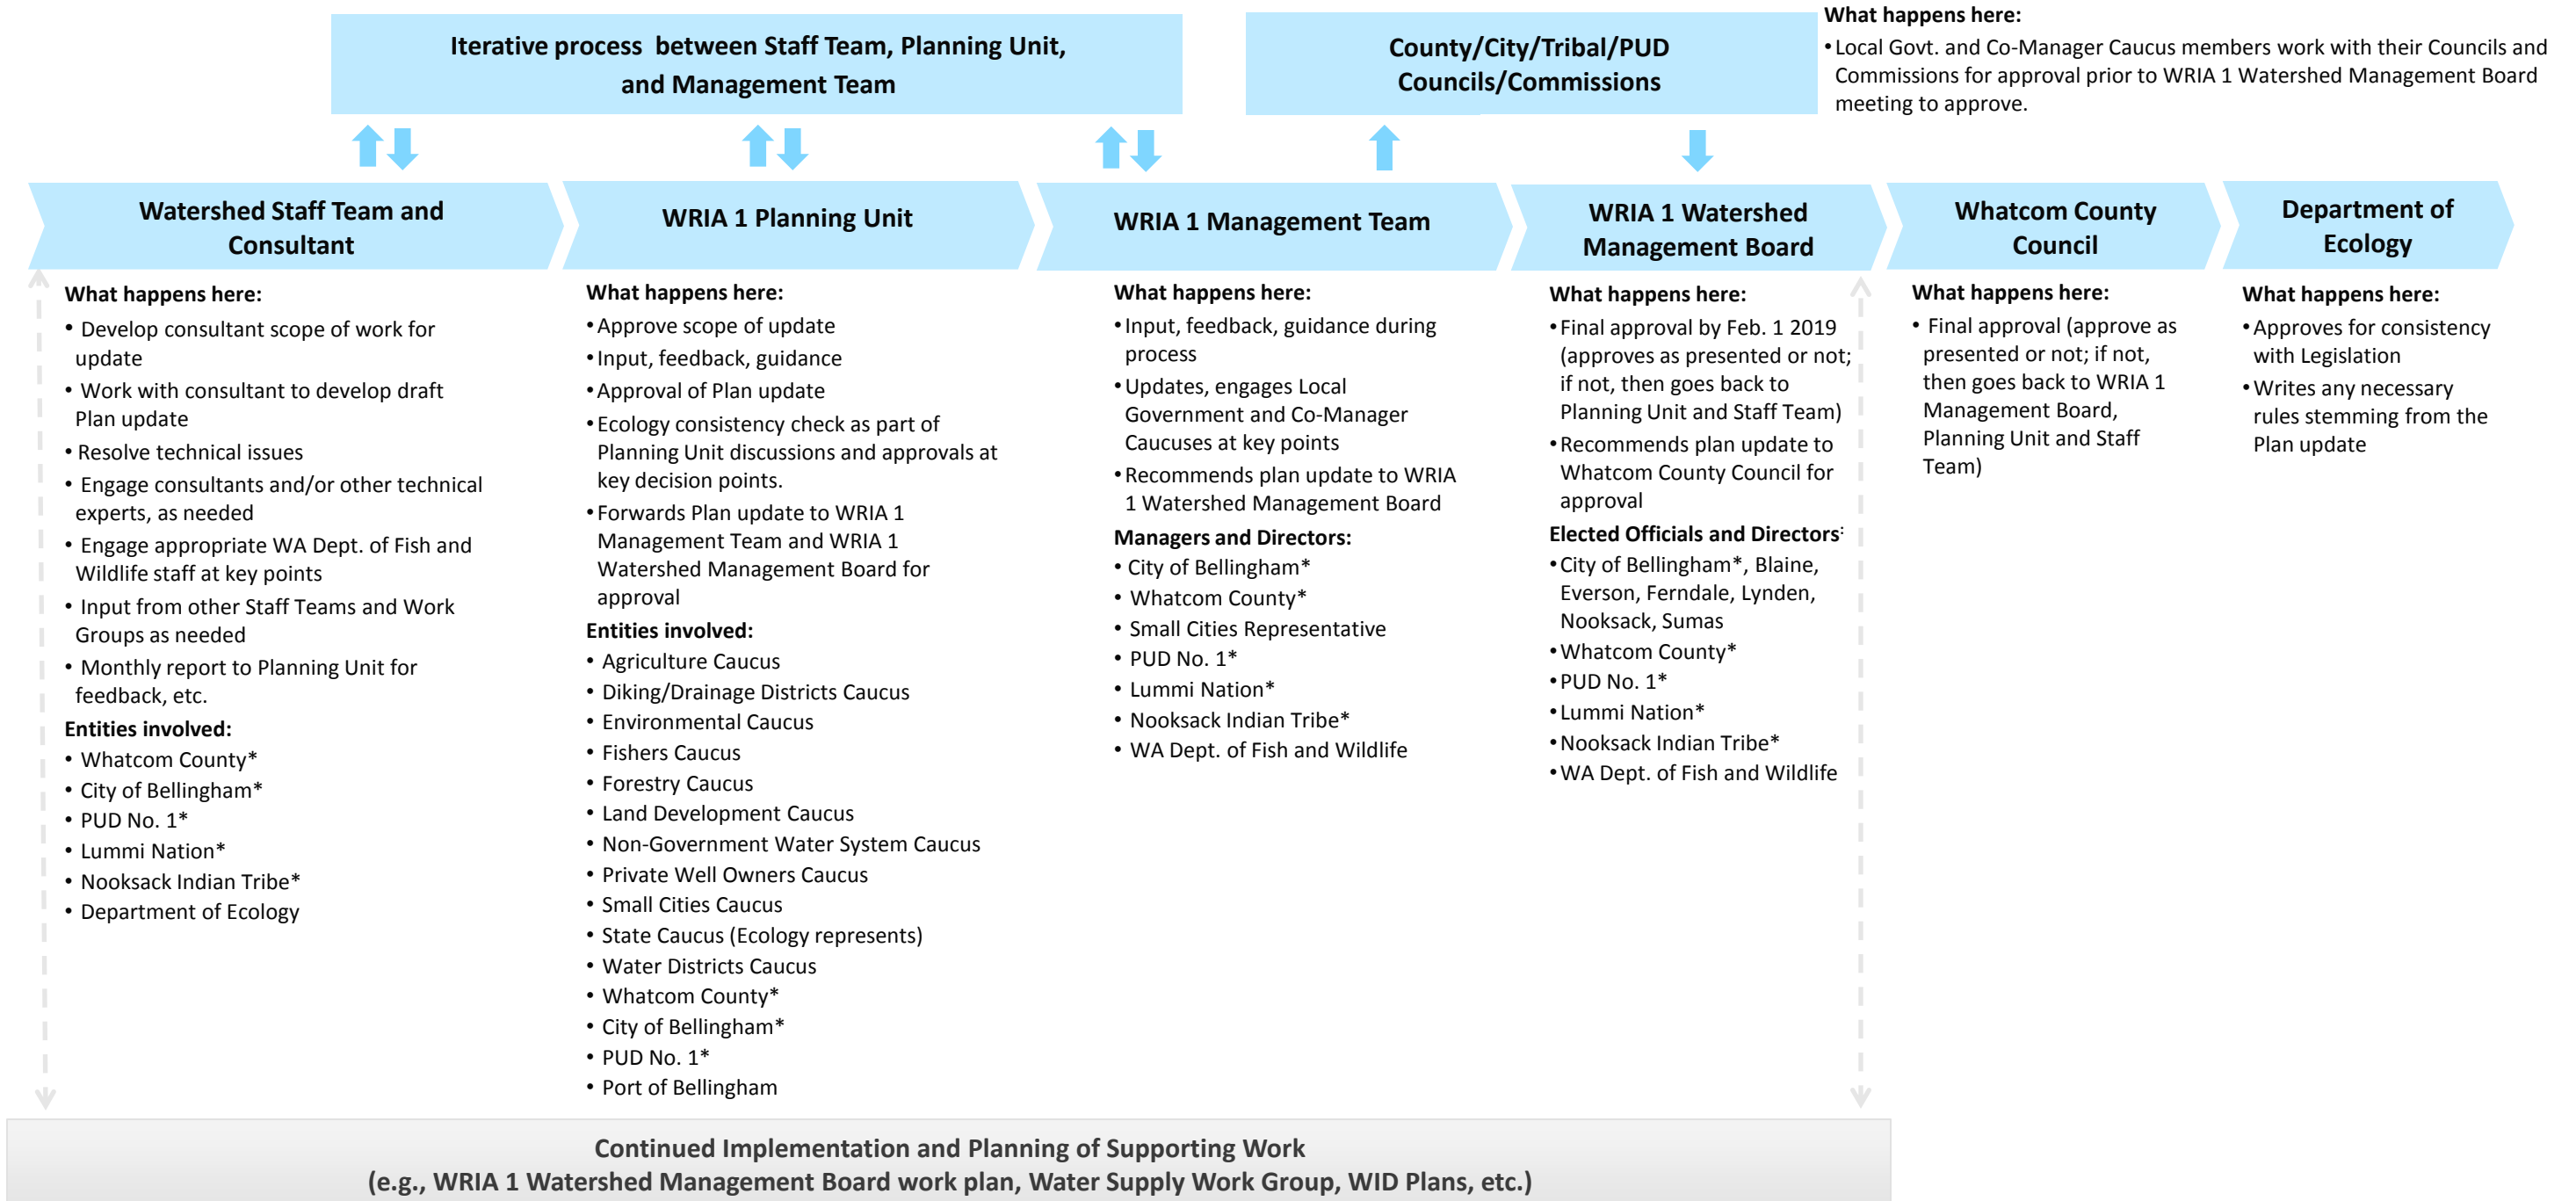 Iterative process between Staff Team, Planning Unit,
and Management Team
County/City/Tribal/PUD
Councils/Commissions
What happens here:
•Local Govt. and Co-Manager Caucus members work with their Councils and
Commissions for approval prior to WRIA 1 Watershed Management Board
meeting to approve.
Watershed Staff Team and
Consultant
What happens here:
• Develop consultant scope of work for
update
• Work with consultant to develop draft
Plan update
• Resolve technical issues
• Engage consultants and/or other technical
experts, as needed
• Engage appropriate WA Dept. of Fish and
Wildlife staff at key points
• Input from other Staff Teams and Work
Groups as needed
• Monthly report to Planning Unit for
feedback, etc.
Entities involved:
• Whatcom County*
• City of Bellingham*
• PUD No. 1*
• Lummi Nation*
• Nooksack Indian Tribe*
• Department of Ecology
WRIA 1 Planning Unit
What happens here:
•Approve scope of update
•Input, feedback, guidance
•Approval of Plan update
•Ecology consistency check as part of
Planning Unit discussions and approvals at
key decision points.
•Forwards Plan update to WRIA 1
Management Team and WRIA 1
Watershed Management Board for
approval
Entities involved:
• Agriculture Caucus
• Diking/Drainage Districts Caucus
• Environmental Caucus
• Fishers Caucus
• Forestry Caucus
• Land Development Caucus
• Non-Government Water System Caucus
• Private Well Owners Caucus
• Small Cities Caucus
• State Caucus (Ecology represents)
• Water Districts Caucus
• Whatcom County*
• City of Bellingham*
• PUD No. 1*
• Port of Bellingham
WRIA 1 Management Team
What happens here:
•Input, feedback, guidance during
process
•Updates, engages Local
Government and Co-Manager
Caucuses at key points
•Recommends plan update to WRIA
1 Watershed Management Board
Managers and Directors:
• City of Bellingham*
• Whatcom County*
• Small Cities Representative
• PUD No. 1*
• Lummi Nation*
• Nooksack Indian Tribe*
• WA Dept. of Fish and Wildlife
WRIA 1 Watershed
Management Board
What happens here:
•Final approval by Feb. 1 2019
(approves as presented or not;
if not, then goes back to
Planning Unit and Staff Team)
•Recommends plan update to
Whatcom County Council for
approval
Elected Officials and Directors:
•City of Bellingham*, Blaine,
Everson, Ferndale, Lynden,
Nooksack, Sumas
•Whatcom County*
•PUD No. 1*
•Lummi Nation*
•Nooksack Indian Tribe*
•WA Dept. of Fish and Wildlife
Whatcom County
Council
What happens here:
• Final approval (approve as
presented or not; if not,
then goes back to WRIA 1
Management Board,
Planning Unit and Staff
Team)
Department of
Ecology
What happens here:
•Approves for consistency
with Legislation
•Writes any necessary
rules stemming from the
Plan update
Continued Implementation and Planning of Supporting Work
(e.g., WRIA 1 Watershed Management Board work plan, Water Supply Work Group, WID Plans, etc.)